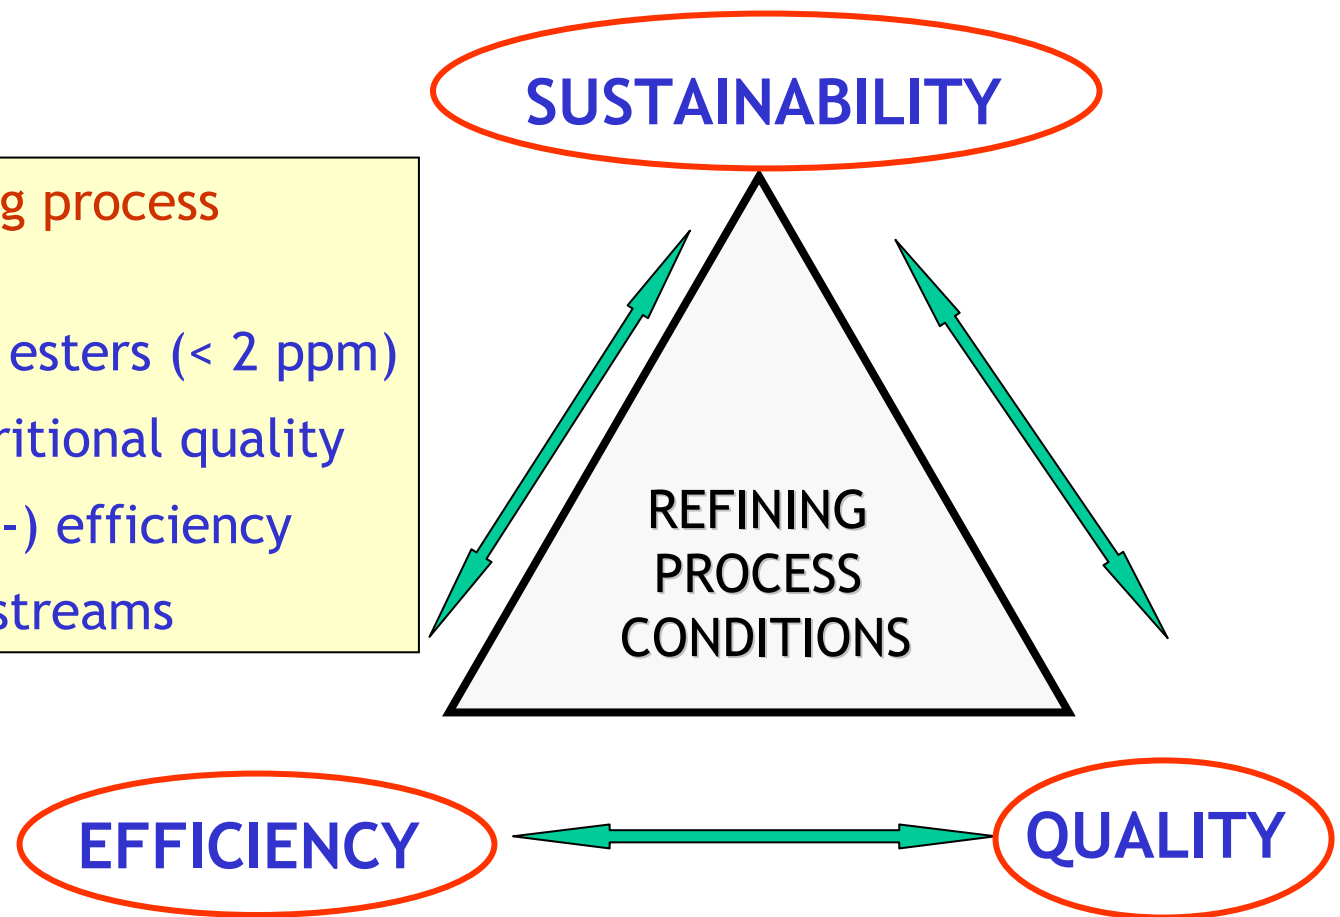 SUSTAINABILITY
g process
esters (< 2 ppm)
ritional quality
-) efficiency
streams
REFINING
PROCESS
CONDITIONS
EFFICIENCY
QUALITY